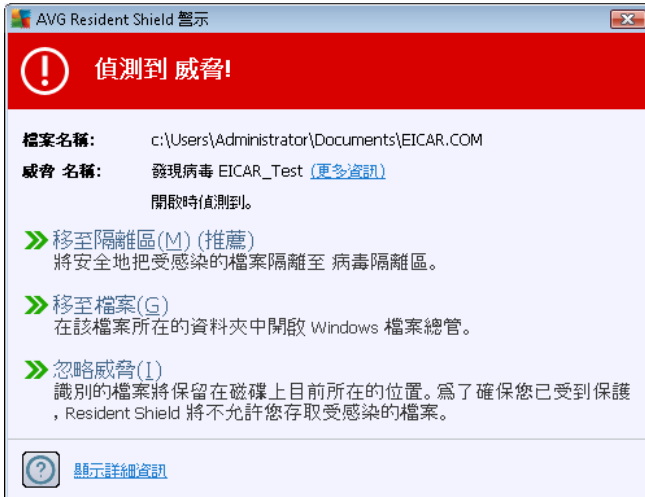 AVG Resident Shield 警示
偵測到 威脅!
檔案名稱: c:\Users\Administrator\Documents\EICAR.COM
威脅 名稱: 發現病毒 EICAR_Test (更多資訊)
開啟時偵測到。
移至隔離區(M) (推薦)
將安全地把受感染的檔案隔離至 病毒隔離區。
移至檔案(G)
在該檔案所在的資料夾中開啟 Windows 檔案總管。
忽略威脅(I)
識別的檔案將保留在磁碟上目前所在的位置。為了確保您已受到保護
, Resident Shield 將不允許您存取受感染的檔案。
顯示詳細資訊